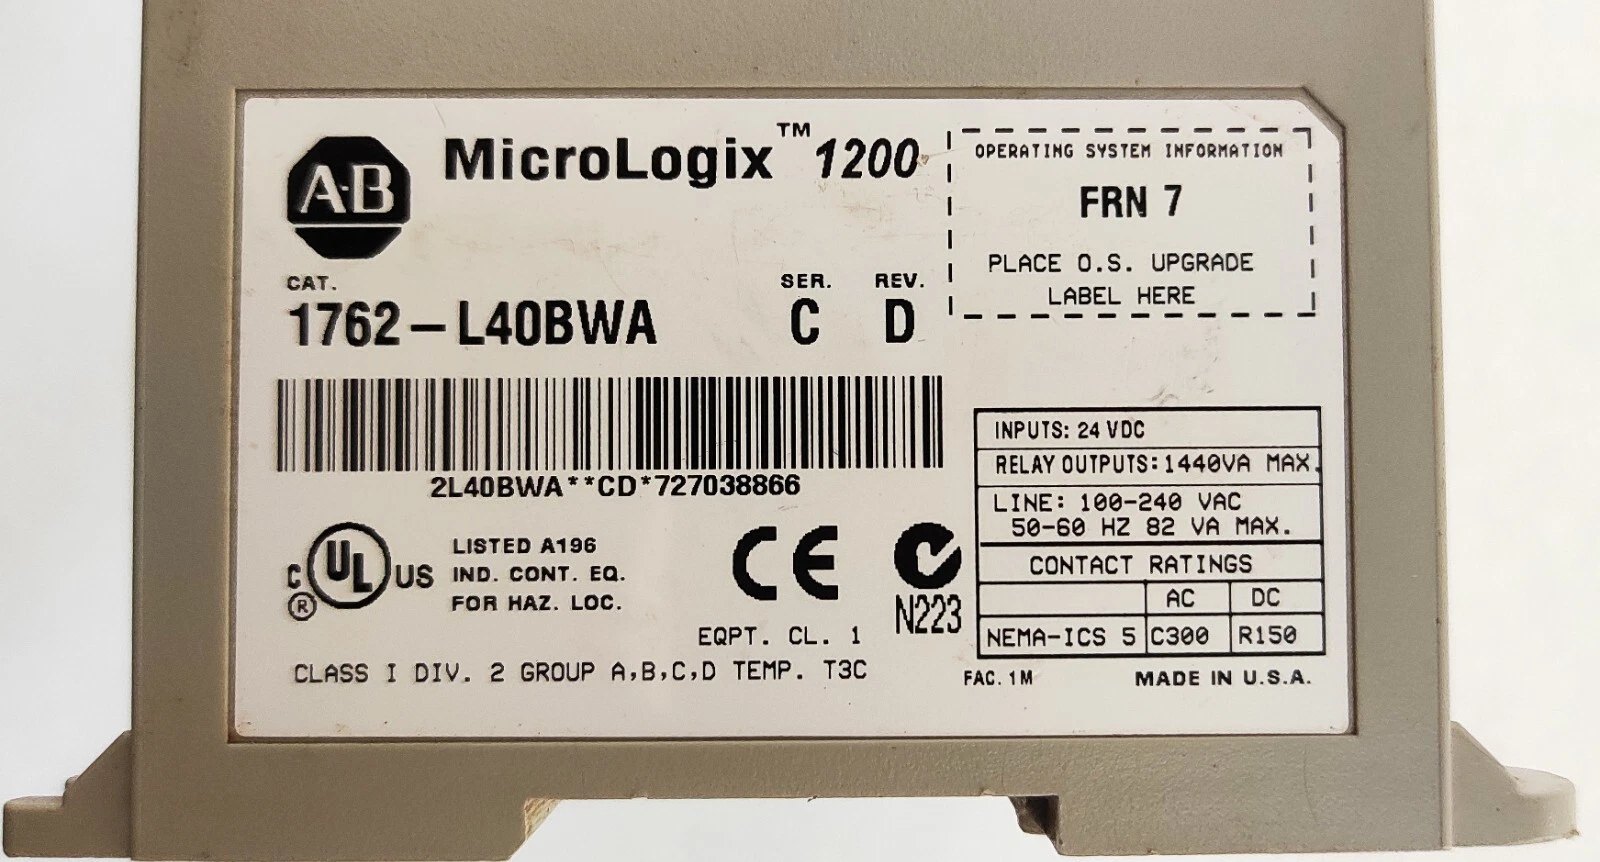 A-B
MicroLogix™ 1200
OPERATING SYSTEM INFORMATION
FRN 7
PLACE O.S. UPGRADE
LABEL HERE
CAT.
1762-L40BWA
SER. REV.
C D
2L40BWA**CD*727038866
INPUTS: 24 VDC
RELAY OUTPUTS: 1440VA MAX.
LINE: 100-240 VAC
50-60 HZ 82 VA MAX.
CONTACT RATINGS
AC DC
NEMA-ICS 5 C300 R150
C UL US
®
LISTED A196
IND. CONT. EQ.
FOR HAZ. LOC.
CE
N223
EQPT. CL. 1
CLASS I DIV. 2 GROUP A,B,C,D TEMP. T3C
FAC. 1M MADE IN U.S.A.